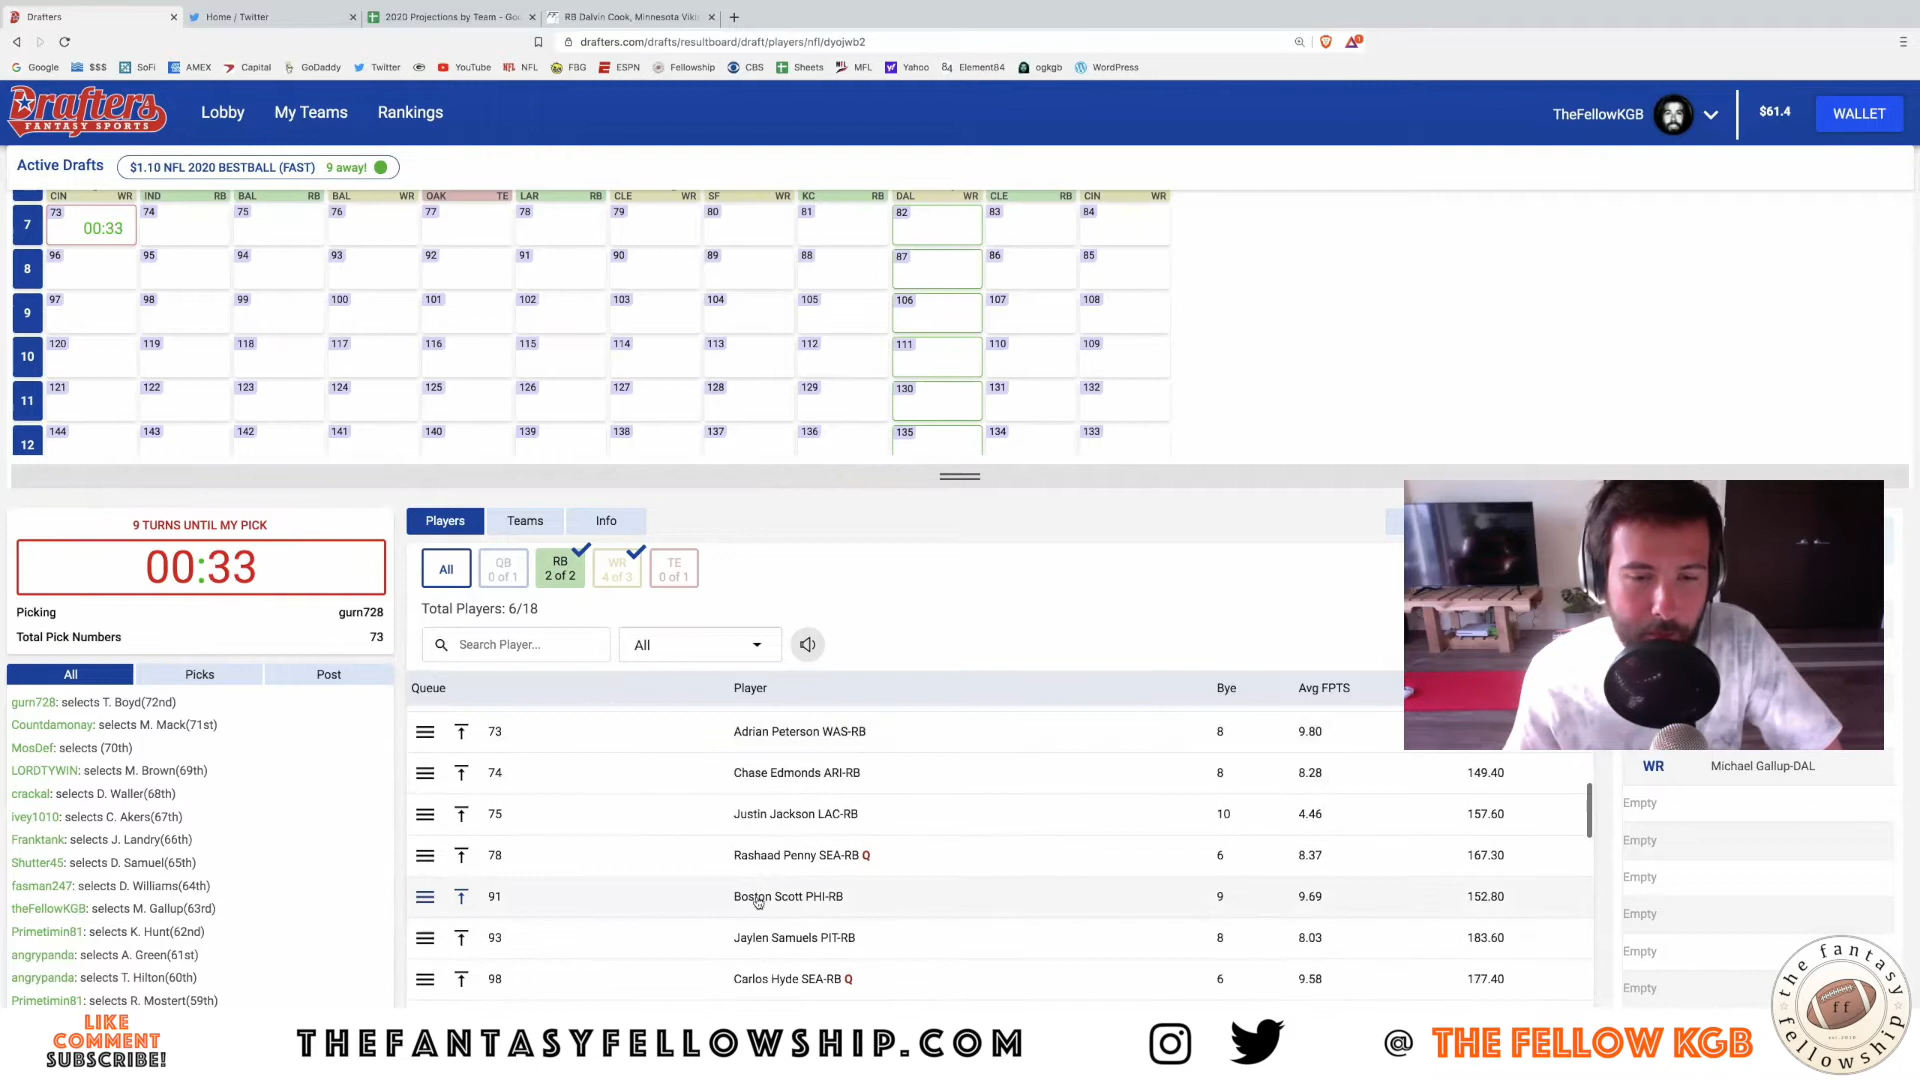 Drafters
Home / Twitter
2020 Projections by Team - Goo
RB Dalvin Cook, Minnesota Viki
drafters.com/drafts/resultboard/draft/players/nfl/dyojwb2
Google $$$ SoFi AMEX Capital GoDaddy Twitter YouTube NFL FBG ESPN Fellowship CBS Sheets MFL Yahoo Element84 ogkgb WordPress
Drafters
FANTASY SPORTS
Lobby My Teams Rankings TheFellowKGB $61.4 WALLET
Active Drafts $1.10 NFL 2020 BESTBALL (FAST) 9 away!
CIN WR IND RB BAL RB BAL WR OAK TE LAR RB CLE WR SF WR KC RB DAL WR CLE RB CIN WR
7 73 00:33 74 75 76 77 78 79 80 81 82 83 84
8 96 95 94 93 92 91 90 89 88 87 86 85
9 97 98 99 100 101 102 103 104 105 106 107 108
10 120 119 118 117 116 115 114 113 112 111 110 109
11 121 122 123 124 125 126 127 128 129 130 131 132
12 144 143 142 141 140 139 138 137 136 135 134 133
9 TURNS UNTIL MY PICK
00:33
Picking gurn728
Total Pick Numbers 73
All Picks Post
gurn728: selects T. Boyd(72nd)
Countdamonay: selects M. Mack(71st)
MosDef: selects (70th)
LORDTYWIN: selects M. Brown(69th)
crackal: selects D. Waller(68th)
ivey1010: selects C. Akers(67th)
Franktank: selects J. Landry(66th)
Shutter45: selects D. Samuel(65th)
fasman247: selects D. Williams(64th)
theFellowKGB: selects M. Gallup(63rd)
Primetimin81: selects K. Hunt(62nd)
angrypanda: selects A. Green(61st)
angrypanda: selects T. Hilton(60th)
Primetimin81: selects R. Mostert(59th)
Players Teams Info
All
QB 0 of 1
RB 2 of 2
WR 4 of 3
TE 0 of 1
Total Players: 6/18
Search Player... All
Queue Player Bye Avg FPTS
73 Adrian Peterson WAS-RB 8 9.80
74 Chase Edmonds ARI-RB 8 8.28 149.40
75 Justin Jackson LAC-RB 10 4.46 157.60
78 Rashaad Penny SEA-RB Q 6 8.37 167.30
91 Boston Scott PHI-RB 9 9.69 152.80
93 Jaylen Samuels PIT-RB 8 8.03 183.60
98 Carlos Hyde SEA-RB Q 6 9.58 177.40
WR Michael Gallup-DAL
Empty
Empty
Empty
Empty
Empty
Empty
LIKE
COMMENT
SUBSCRIBE!
THEFANTASYFELLOWSHIP.COM
@ THE FELLOW KGB
the fantasy
ff
fellowship